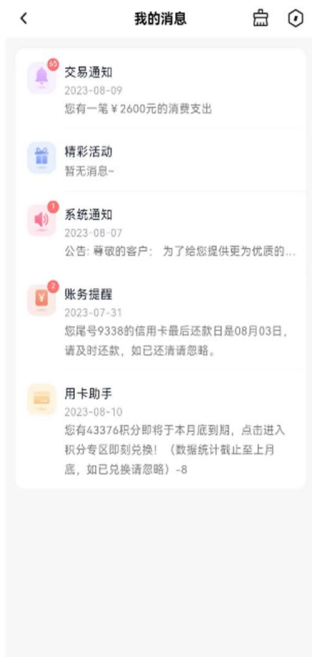 我的消息
65
交易通知
2023-08-09
您有一笔￥2600元的消费支出
精彩活动
暂无消息~
1
系统通知
2023-08-07
公告: 尊敬的客户： 为了给您提供更为优质的...
2
账务提醒
2023-07-31
您尾号9338的信用卡最后还款日是08月03日，
请及时还款，如已还清请忽略。
用卡助手
2023-08-10
您有43376积分即将于本月底到期，点击进入
积分专区即刻兑换！（数据统计截止至上月
底，如已兑换请忽略）-8